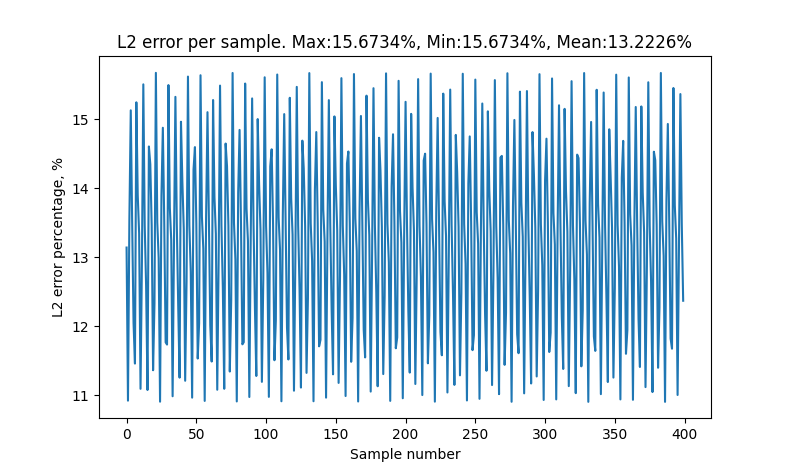 L2 error per sample. Max:15.6734%, Min:15.6734%, Mean:13.2226%
L2 error percentage, %
15
14
13
12
11
0 50 100 150 200 250 300 350 400
Sample number